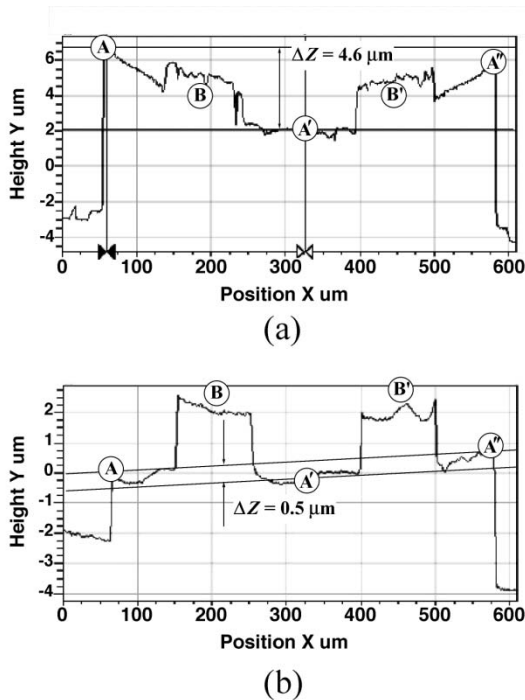 Height Y um
6
4
2
0
-2
-4
A
B
A'
B'
A"
ΔZ = 4.6 μm
0 100 200 300 400 500 600
Position X um
(a)
Height Y um
2
1
0
-1
-2
-3
-4
A
B
A'
B'
A"
ΔZ = 0.5 μm
0 100 200 300 400 500 600
Position X um
(b)